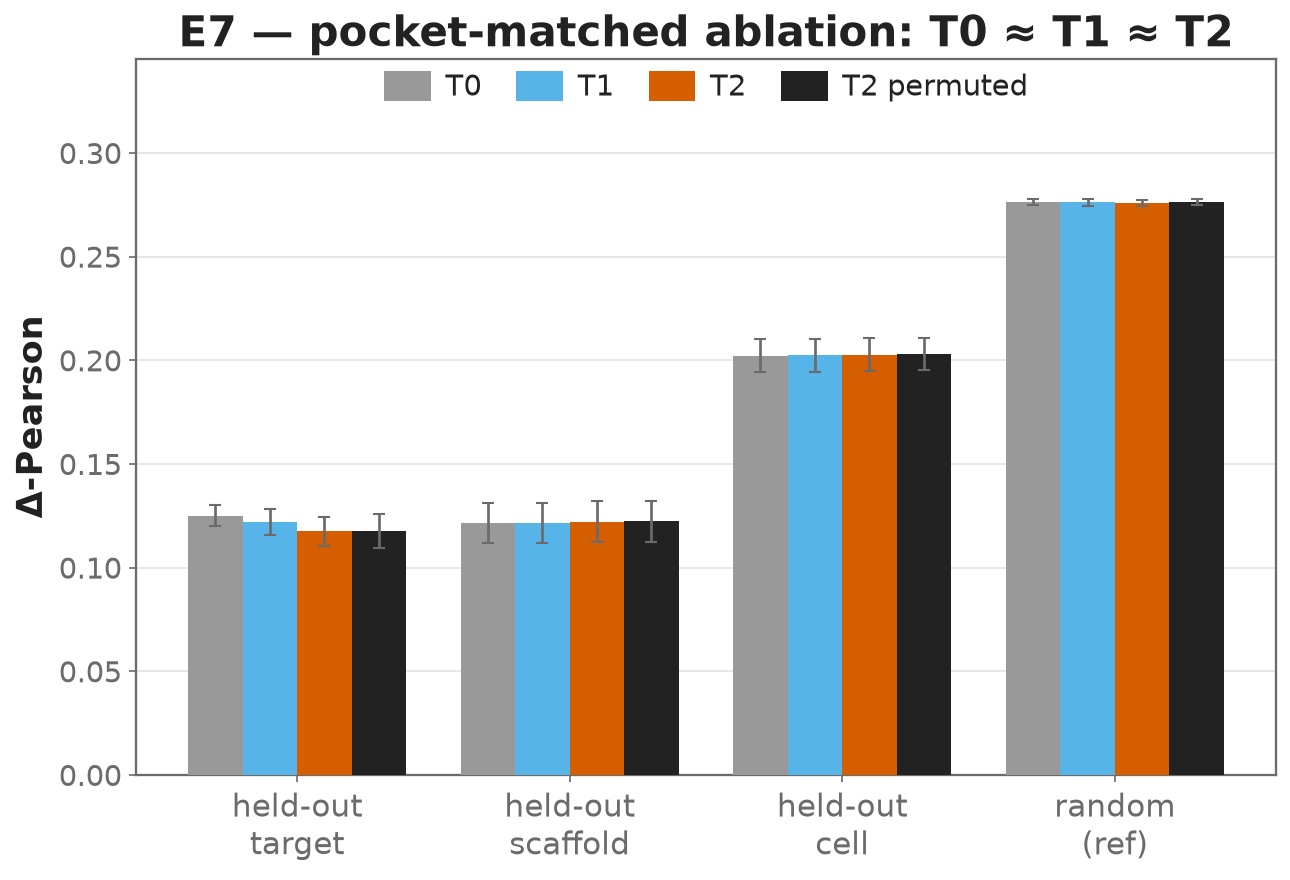 E7 — pocket-matched ablation: T0 ≈ T1 ≈ T2
T0 T1 T2 T2 permuted
Δ-Pearson
0.30
0.25
0.20
0.15
0.10
0.05
0.00
held-out
target
held-out
scaffold
held-out
cell
random
(ref)